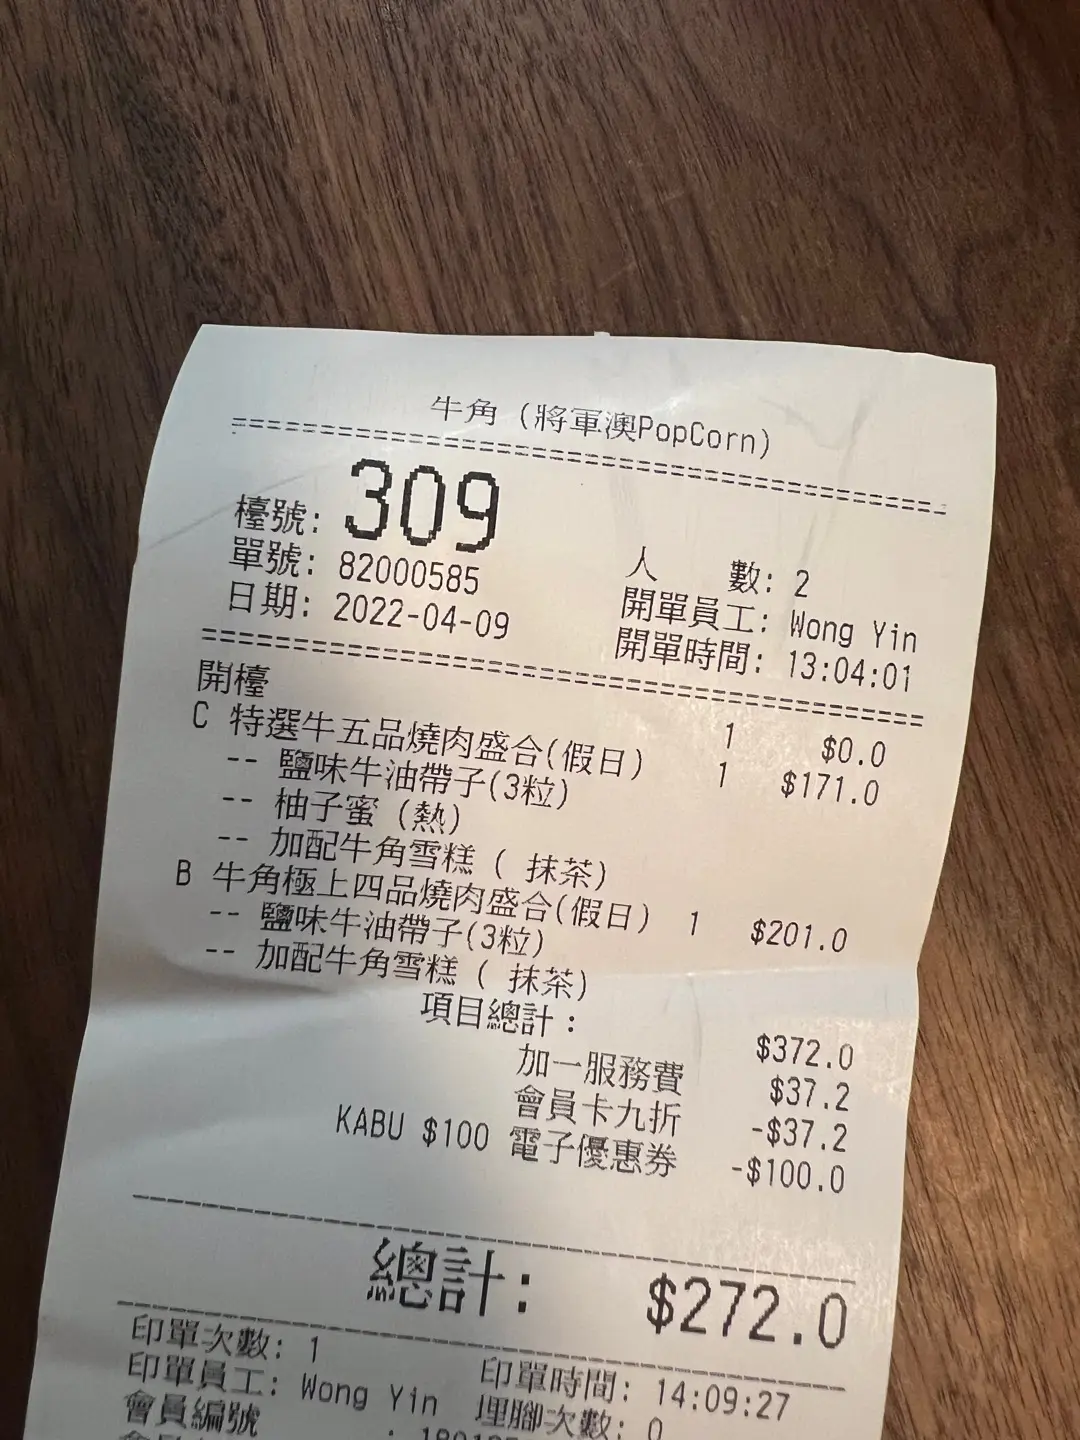 牛角 (將軍澳PopCorn)
檯號: 309
單號: 82000585 人 數: 2
日期: 2022-04-09 開單員工: Wong Yin
開單時間: 13:04:01
開檯 1 $0.0
C 特選牛五品燒肉盛合(假日) 1 $171.0
-- 鹽味牛油帶子(3粒)
-- 柚子蜜 (熱)
-- 加配牛角雪糕 ( 抹茶)
B 牛角極上四品燒肉盛合(假日) 1 $201.0
-- 鹽味牛油帶子(3粒)
-- 加配牛角雪糕 ( 抹茶)
項目總計: $372.0
加一服務費 $37.2
會員卡九折 -$37.2
KABU $100 電子優惠券 -$100.0
總計: $272.0
印單次數: 1 印單時間: 14:09:27
印單員工: Wong Yin 埋腳次數: 0
會員編號 :